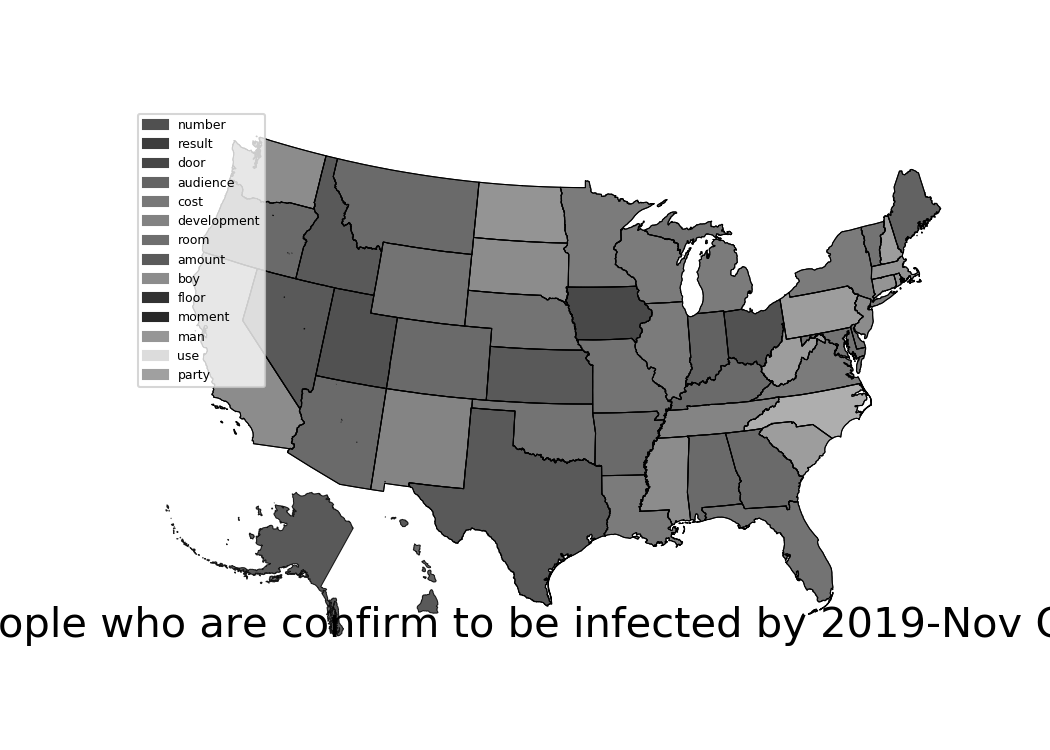 number
result
door
audience
cost
development
room
amount
boy
floor
moment
man
use
party
ople who are confirm to be infected by 2019-Nov